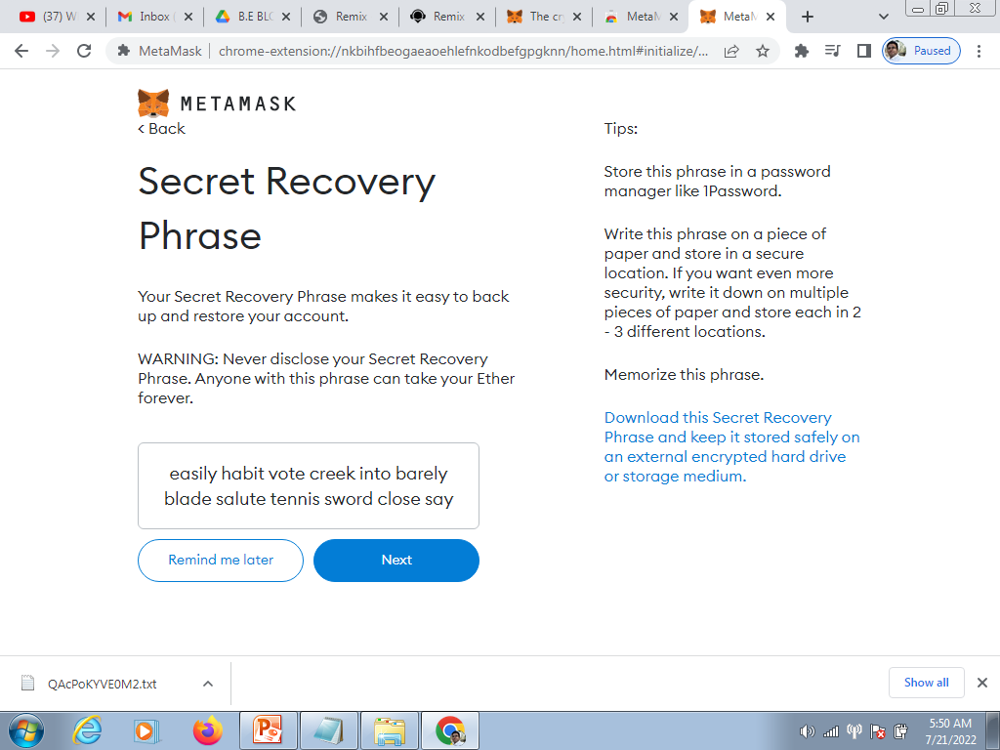 (37) W
Inbox (
B.E BLO
Remix
Remix
The cry
MetaM
MetaM
MetaMask
chrome-extension://nkbihfbeogaeaoehlefnkodbefgpgknn/home.html#initialize/...
Paused
METAMASK
< Back
Secret Recovery
Phrase
Your Secret Recovery Phrase makes it easy to back
up and restore your account.
WARNING: Never disclose your Secret Recovery
Phrase. Anyone with this phrase can take your Ether
forever.
easily habit vote creek into barely
blade salute tennis sword close say
Remind me later
Next
Tips:
Store this phrase in a password
manager like 1Password.
Write this phrase on a piece of
paper and store in a secure
location. If you want even more
security, write it down on multiple
pieces of paper and store each in 2
- 3 different locations.
Memorize this phrase.
Download this Secret Recovery
Phrase and keep it stored safely on
an external encrypted hard drive
or storage medium.
QAcPoKYVE0M2.txt
Show all
5:50 AM
7/21/2022